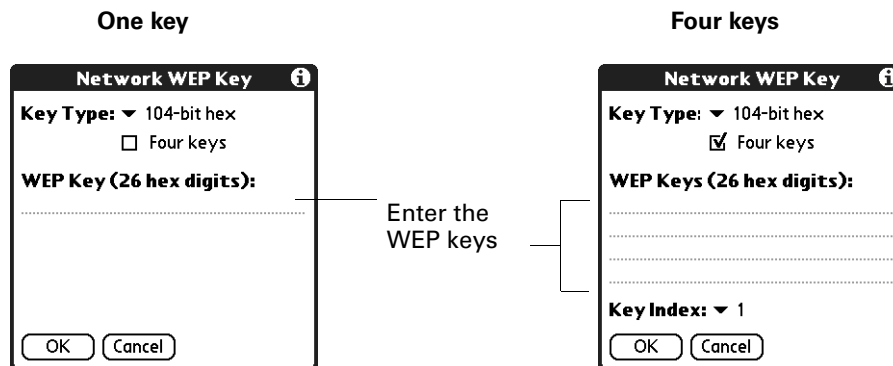 One key
Network WEP Key i
Key Type: 104-bit hex
Four keys
WEP Key (26 hex digits):
OK Cancel
Enter the
WEP keys
Four keys
Network WEP Key i
Key Type: 104-bit hex
Four keys
WEP Keys (26 hex digits):
Key Index: 1
OK Cancel